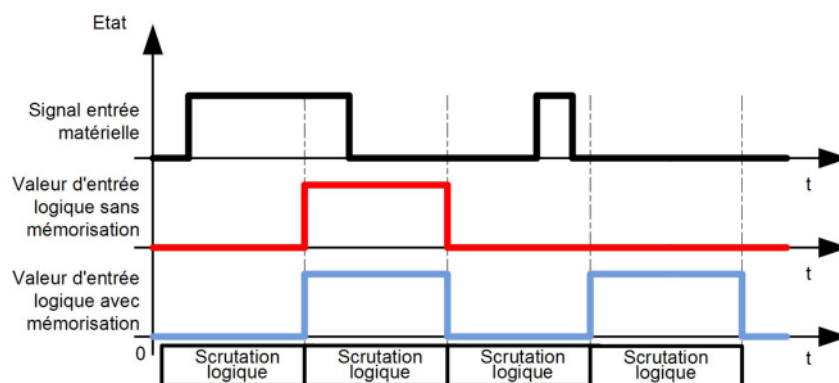 Etat
Signal entrée
matérielle
t
Valeur d'entrée
logique sans
mémorisation
t
Valeur d'entrée
logique avec
mémorisation
t
0
Scrutation
logique
Scrutation
logique
Scrutation
logique
Scrutation
logique